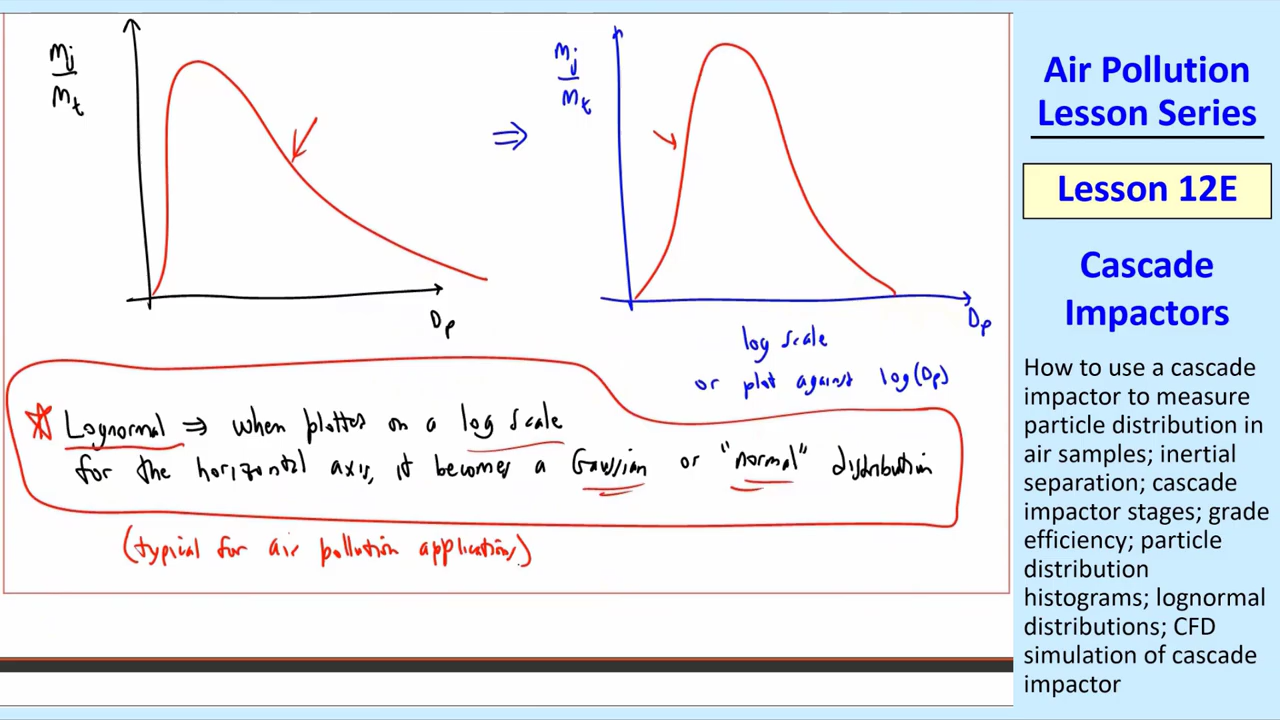 mj
mt
Dp
⇒
mj
mt
Dp
log scale
or plot against log(Dp)
☆ Lognormal ⇒ when plotted on a log scale
for the horizontal axis, it becomes a Gaussian or "normal" distribution
(typical for air pollution applications)
Air Pollution
Lesson Series
Lesson 12E
Cascade
Impactors
How to use a cascade
impactor to measure
particle distribution in
air samples; inertial
separation; cascade
impactor stages; grade
efficiency; particle
distribution
histograms; lognormal
distributions; CFD
simulation of cascade
impactor